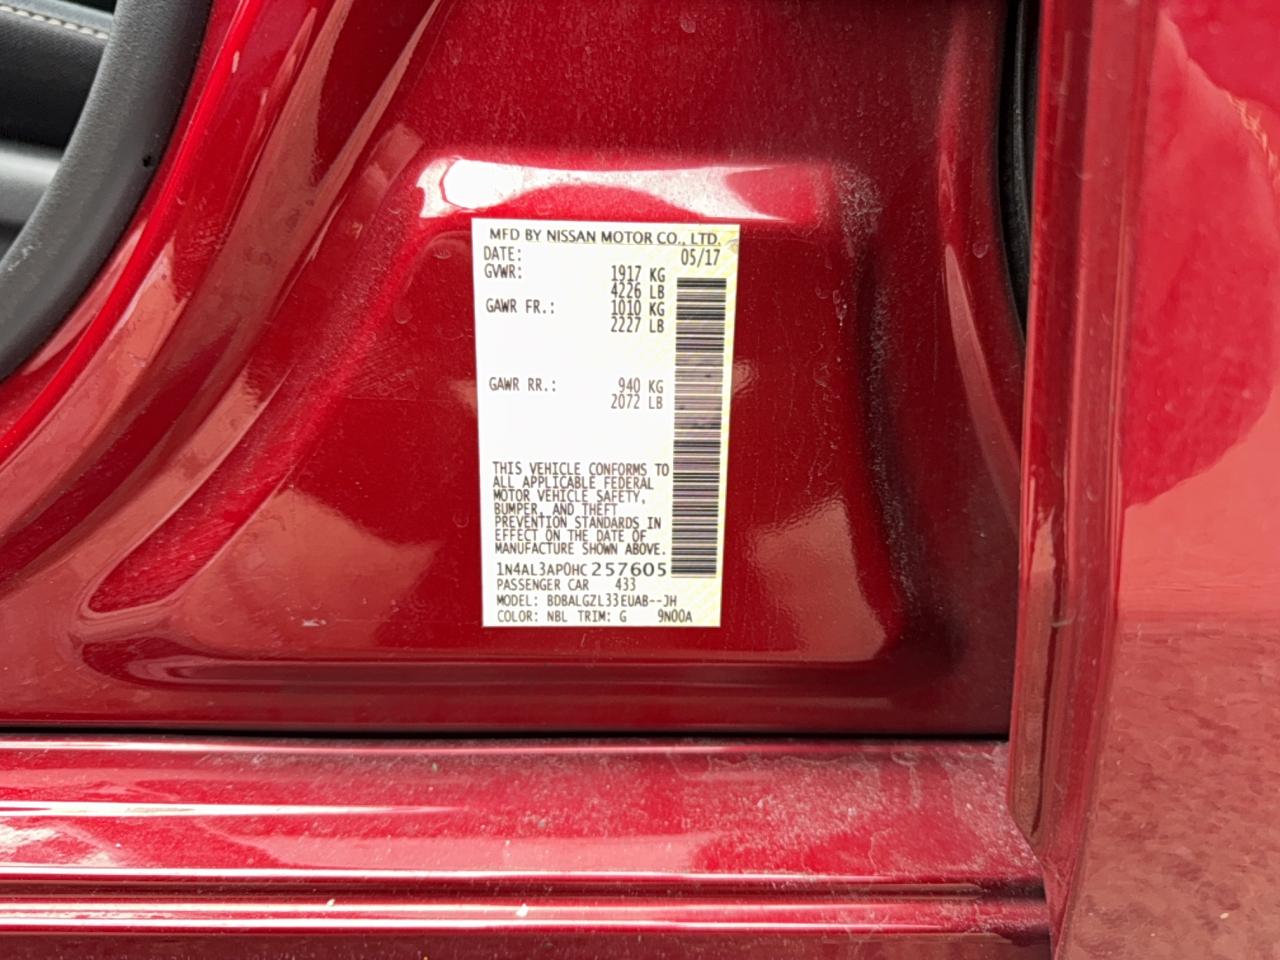 MFD BY NISSAN MOTOR CO., LTD.
DATE: 05/17
GVWR: 1917 KG
4226 LB
GAWR FR.: 1010 KG
2227 LB
GAWR RR.: 940 KG
2072 LB
THIS VEHICLE CONFORMS TO
ALL APPLICABLE FEDERAL
MOTOR VEHICLE SAFETY,
BUMPER, AND THEFT
PREVENTION STANDARDS IN
EFFECT ON THE DATE OF
MANUFACTURE SHOWN ABOVE.
1N4AL3AP0HC257605
PASSENGER CAR 433
MODEL: BDBALGZL33EUAB--JH
COLOR: NBL TRIM: G 9N00A